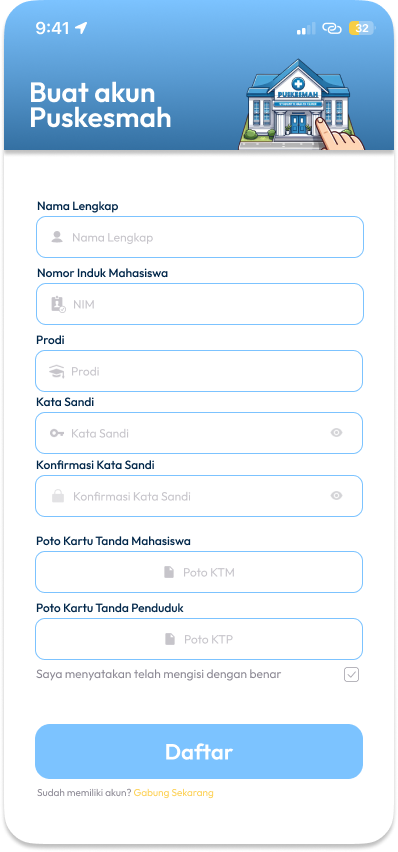 9:41
32
Buat akun
Puskesmah
PUSKESMAH
Nama Lengkap
Nama Lengkap
Nomor Induk Mahasiswa
NIM
Prodi
Prodi
Kata Sandi
Kata Sandi
Konfirmasi Kata Sandi
Konfirmasi Kata Sandi
Poto Kartu Tanda Mahasiswa
Poto KTM
Poto Kartu Tanda Penduduk
Poto KTP
Saya menyatakan telah mengisi dengan benar
Daftar
Sudah memiliki akun? Gabung Sekarang